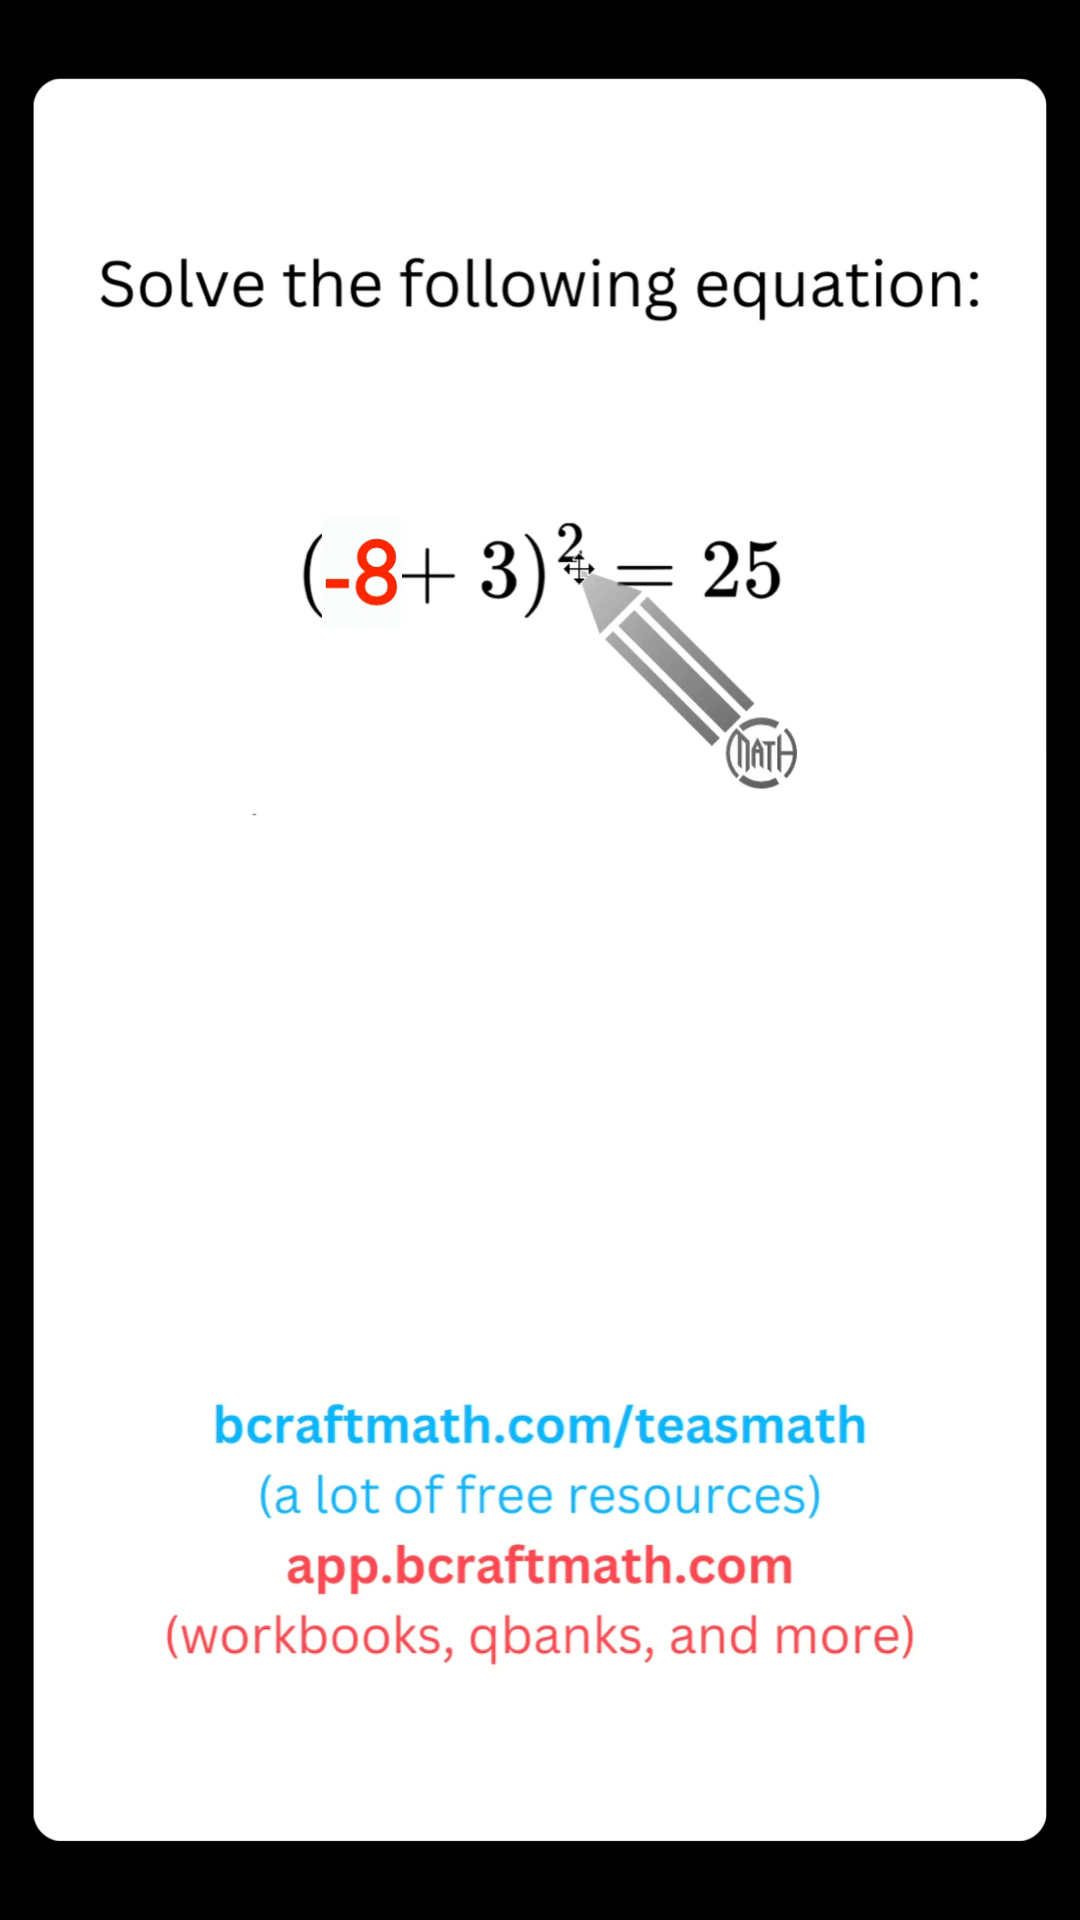 Solve the following equation:
(-8+ 3)² = 25
MATH
bcraftmath.com/teasmath
(a lot of free resources)
app.bcraftmath.com
(workbooks, qbanks, and more)